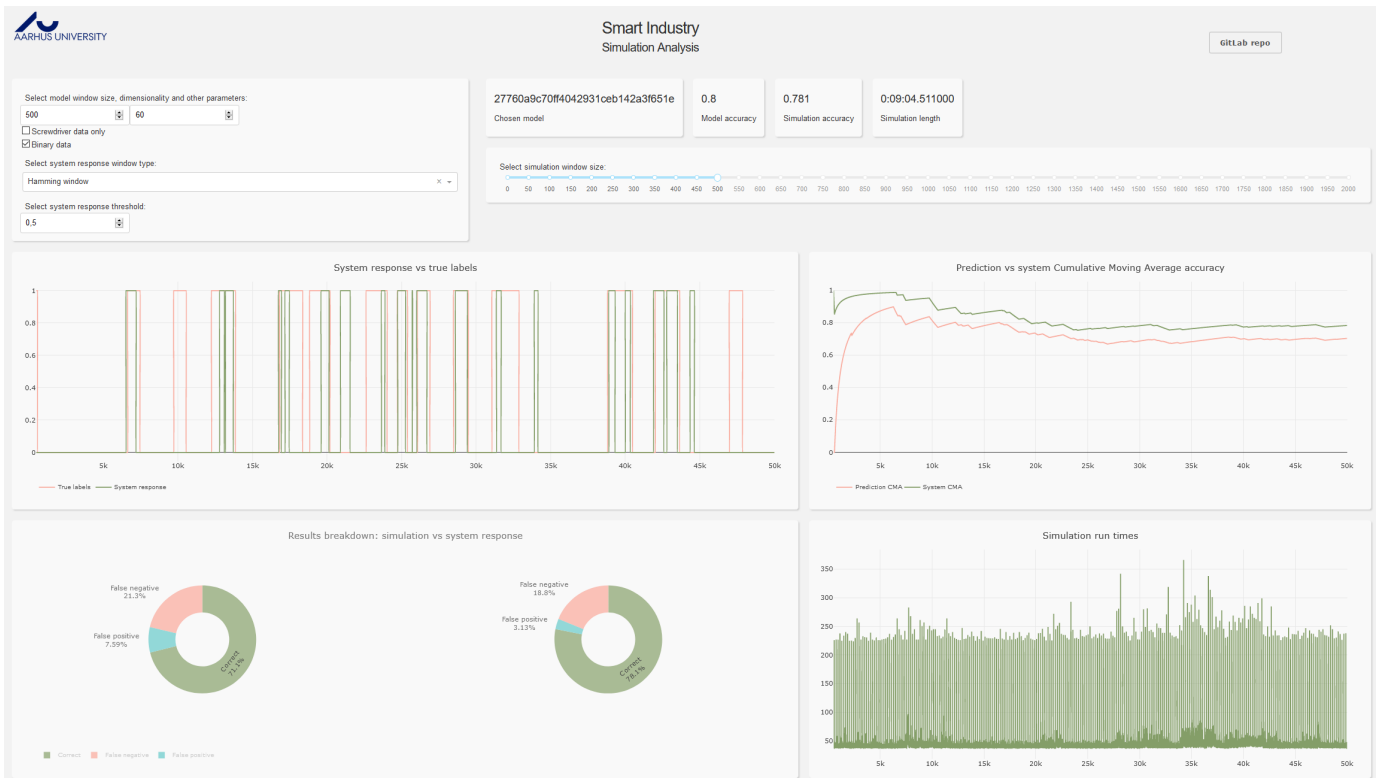 AARHUS UNIVERSITY
Smart Industry
Simulation Analysis
GitLab repo
Select model window size, dimensionality and other parameters:
500 60
Screwdriver data only
Binary data
Select system response window type:
Hamming window
Select system response threshold:
0,5
27760a9c70ff4042931ceb142a3f651e
Chosen model
0.8
Model accuracy
0.781
Simulation accuracy
0:09:04.511000
Simulation length
Select simulation window size:
0 50 100 150 200 250 300 350 400 450 500 550 600 650 700 750 800 850 900 950 1000 1050 1100 1150 1200 1250 1300 1350 1400 1450 1500 1550 1600 1650 1700 1750 1800 1850 1900 1950 2000
System response vs true labels
1
0.8
0.6
0.4
0.2
0
5k 10k 15k 20k 25k 30k 35k 40k 45k 50k
True labels System response
Prediction vs system Cumulative Moving Average accuracy
1
0.8
0.6
0.4
0.2
0
5k 10k 15k 20k 25k 30k 35k 40k 45k 50k
Prediction CMA System CMA
Results breakdown: simulation vs system response
False negative
21.3%
False positive
7.59%
Correct
71.1%
False negative
18.8%
False positive
3.13%
Correct
78.1%
Correct False negative False positive
Simulation run times
350
300
250
200
150
100
50
5k 10k 15k 20k 25k 30k 35k 40k 45k 50k